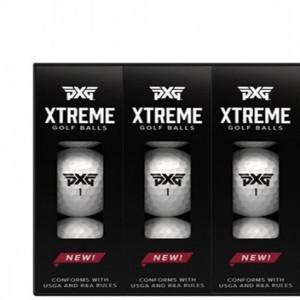 PXG PXG PXG
XTREME XTREME XTREME
GOLF BALLS GOLF BALLS GOLF BALLS
PXG PXG PXG
1 1 1
NEW! NEW! NEW!
CONFORMS WITH CONFORMS WITH CONFORMS WITH
USGA AND R&A RULES USGA AND R&A RULES USGA AND R&A RULES